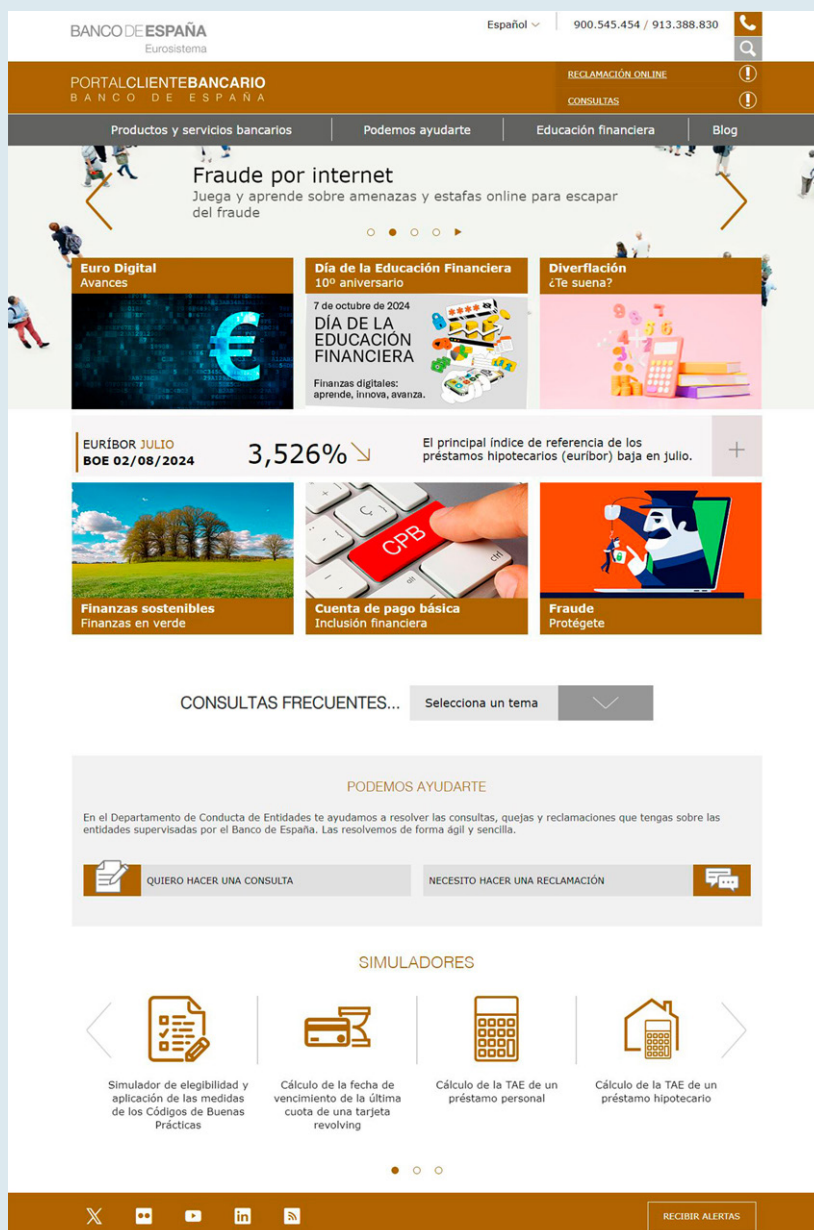 BANCO DE ESPAÑA
Eurosistema
Español
900.545.454 / 913.388.830
PORTALCLIENTEBANCARIO
BANCO DE ESPAÑA
RECLAMACIÓN ONLINE
CONSULTAS
Productos y servicios bancarios
Podemos ayudarte
Educación financiera
Blog
Fraude por internet
Juega y aprende sobre amenazas y estafas online para escapar
del fraude
Euro Digital
Avances
Día de la Educación Financiera
10º aniversario
7 de octubre de 2024
DÍA DE LA
EDUCACIÓN
FINANCIERA
Finanzas digitales:
aprende, innova, avanza.
Diverflación
¿Te suena?
EURÍBOR JULIO
BOE 02/08/2024
3,526%
El principal índice de referencia de los
préstamos hipotecarios (euríbor) baja en julio.
CPB
ctrl
Finanzas sostenibles
Finanzas en verde
Cuenta de pago básica
Inclusión financiera
Fraude
Protégete
CONSULTAS FRECUENTES...
Selecciona un tema
PODEMOS AYUDARTE
En el Departamento de Conducta de Entidades te ayudamos a resolver las consultas, quejas y reclamaciones que tengas sobre las
entidades supervisadas por el Banco de España. Las resolvemos de forma ágil y sencilla.
QUIERO HACER UNA CONSULTA
NECESITO HACER UNA RECLAMACIÓN
SIMULADORES
Simulador de elegibilidad y
aplicación de las medidas
de los Códigos de Buenas
Prácticas
Cálculo de la fecha de
vencimiento de la última
cuota de una tarjeta
revolving
Cálculo de la TAE de un
préstamo personal
Cálculo de la TAE de un
préstamo hipotecario
RECIBIR ALERTAS